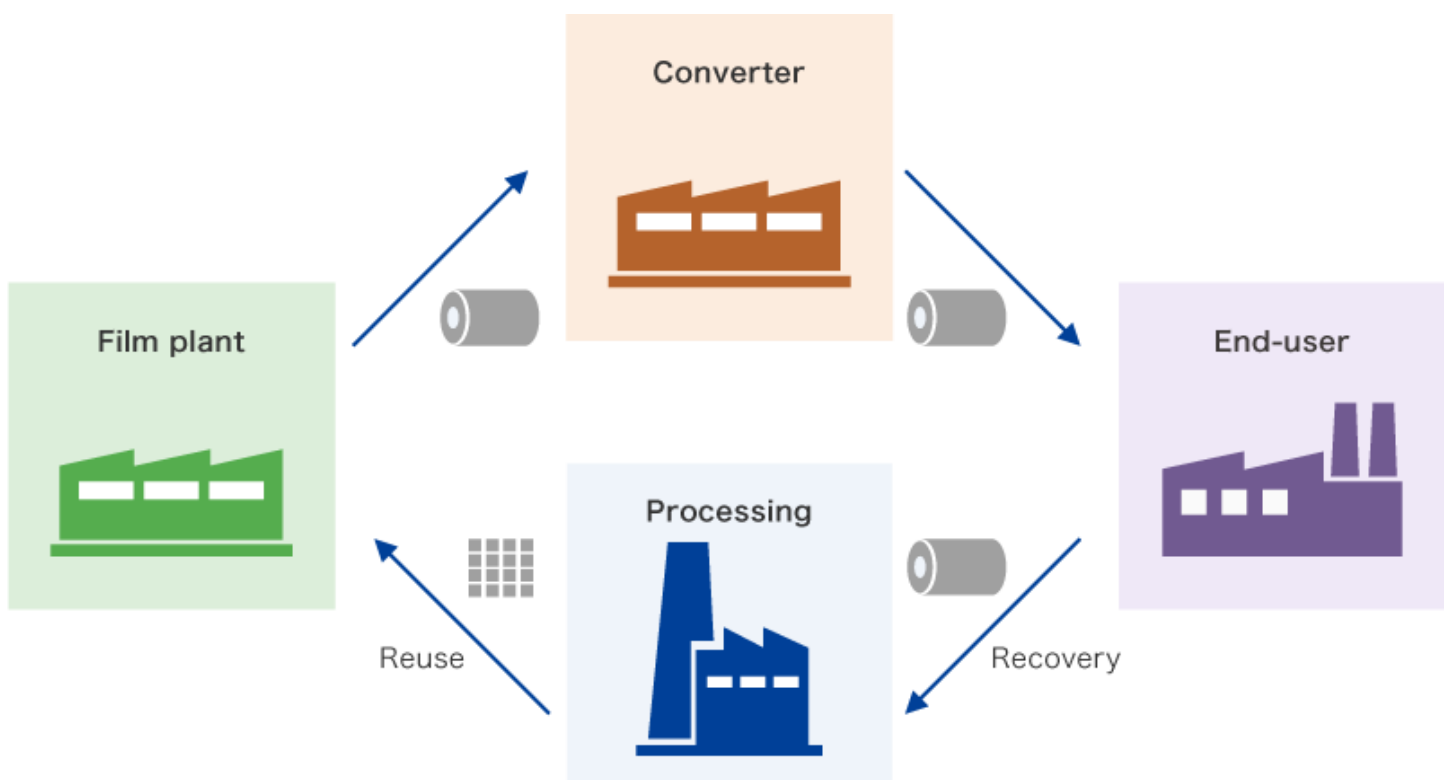 Converter
Film plant
End-user
Processing
Reuse
Recovery